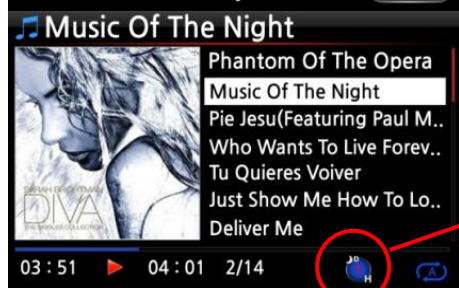 Music Of The Night
Phantom Of The Opera
Music Of The Night
Pie Jesu(Featuring Paul M..
Who Wants To Live Forev..
Tu Quieres Voiver
Just Show Me How To Lo..
Deliver Me
SARAH BRIGHTMAN
DIVA
THE SINGLES COLLECTION
03 : 51 04 : 01 2/14
D
H
A